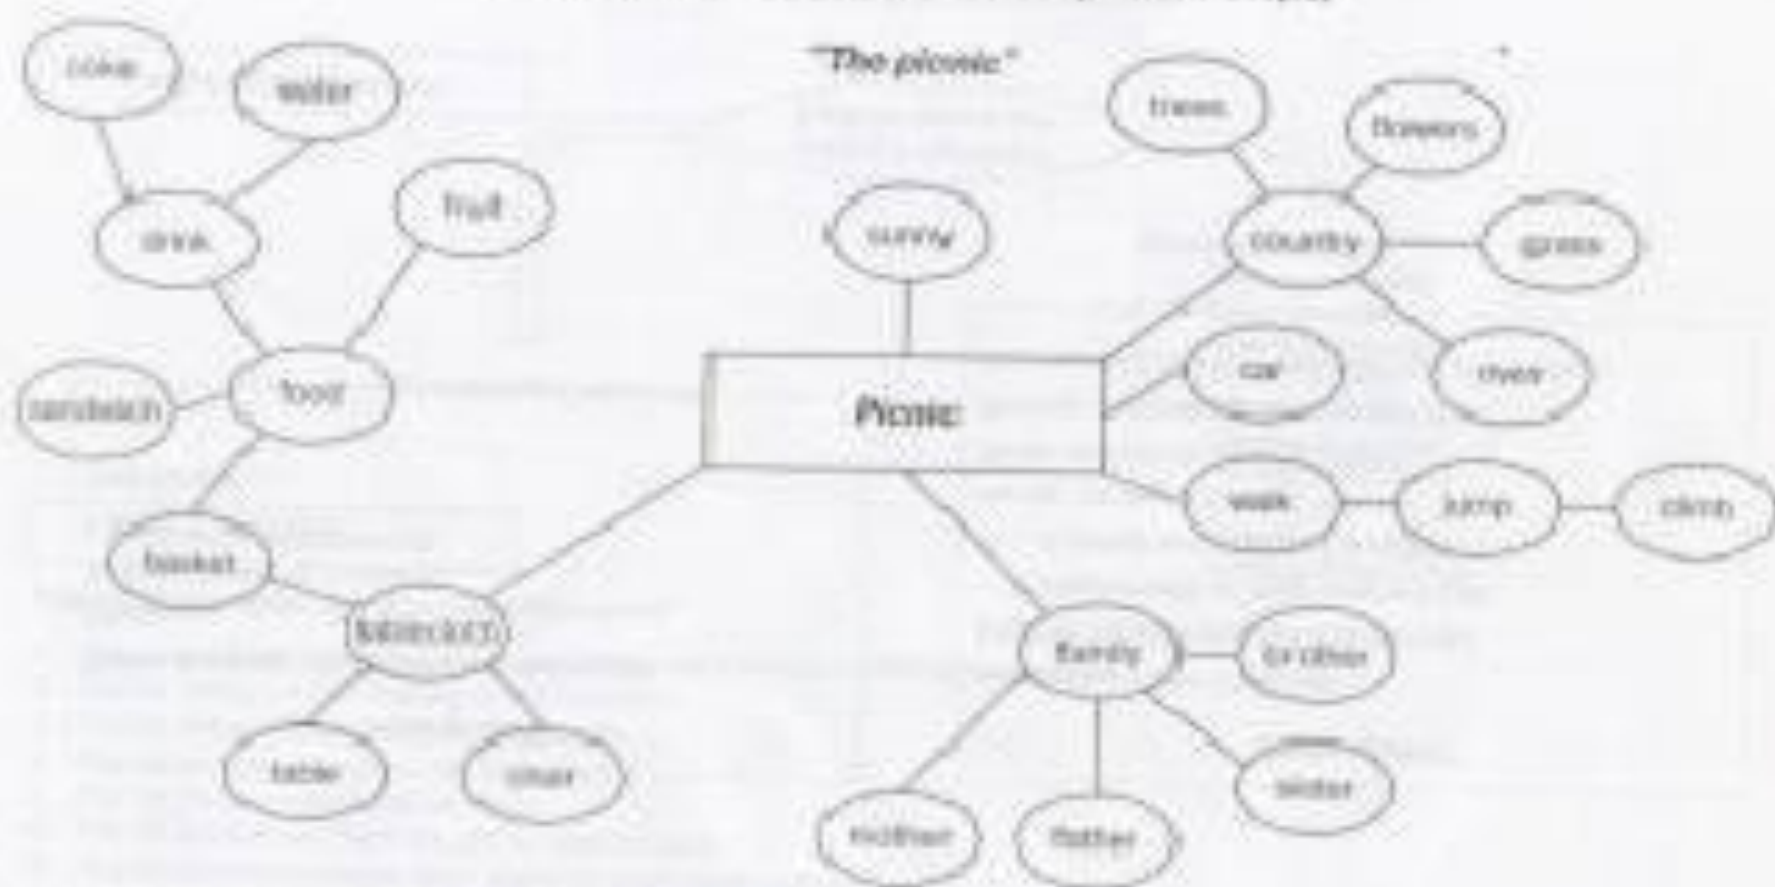 "The picnic"
coke
water
trees
flowers
fruit
drink
sunny
country
grass
food
sandwich
Picnic
car
river
walk
jump
climb
basket
tablecloth
family
brother
table
chair
sister
mother
father